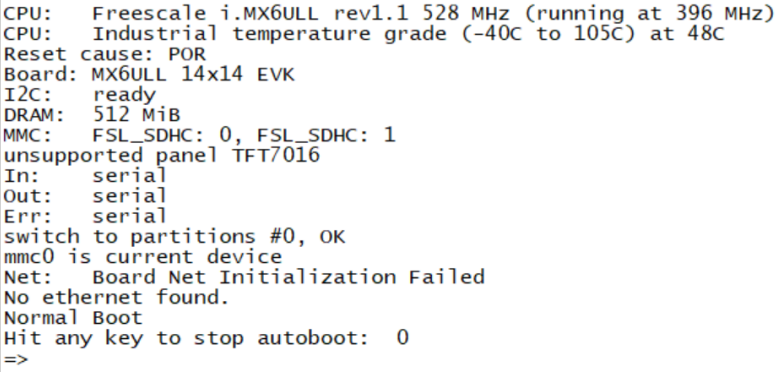 CPU:   Freescale i.MX6ULL rev1.1 528 MHz (running at 396 MHz)
CPU:   Industrial temperature grade (-40C to 105C) at 48C
Reset cause: POR
Board: MX6ULL 14x14 EVK
I2C:   ready
DRAM:  512 MiB
MMC:   FSL_SDHC: 0, FSL_SDHC: 1
unsupported panel TFT7016
In:    serial
Out:   serial
Err:   serial
switch to partitions #0, OK
mmc0 is current device
Net:   Board Net Initialization Failed
No ethernet found.
Normal Boot
Hit any key to stop autoboot:  0
=>